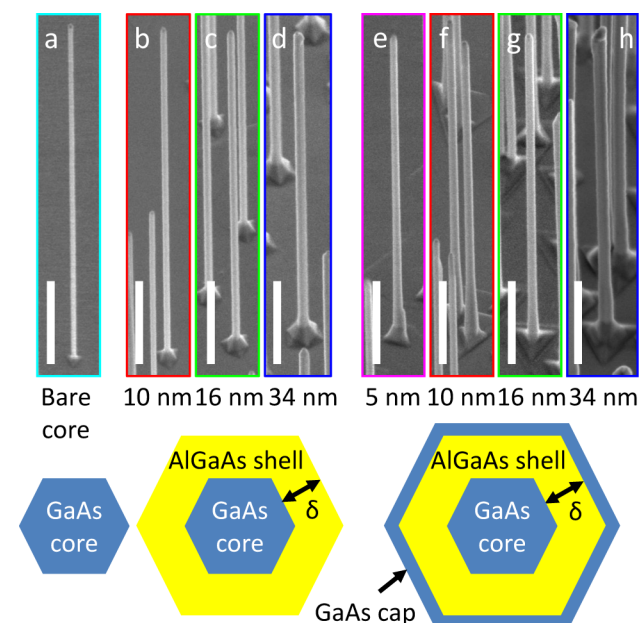 a b c d e f g h
Bare core 10 nm 16 nm 34 nm 5 nm 10 nm 16 nm 34 nm
AlGaAs shell AlGaAs shell
GaAs core GaAs core δ GaAs core δ
GaAs cap